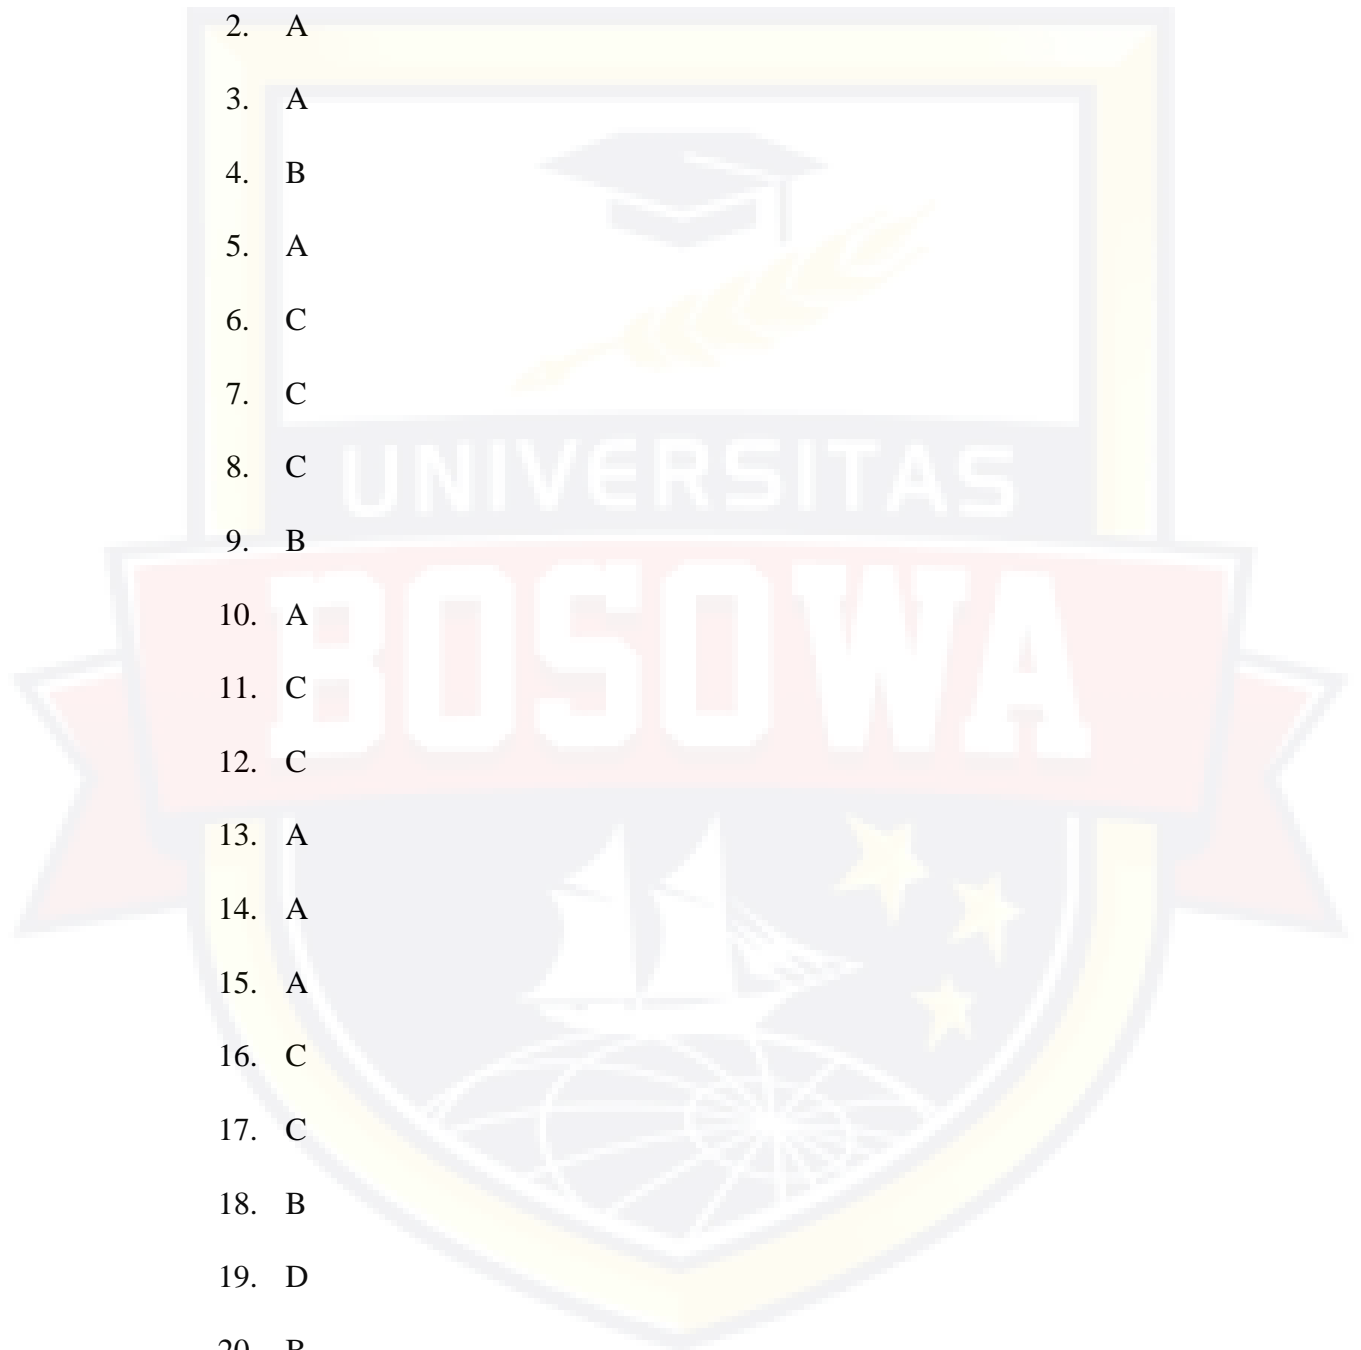 2. A
3. A
4. B
5. A
6. C
7. C
8. C
UNIVERSITAS
9. B
BOSOWA
10. A
11. C
12. C
13. A
14. A
15. A
16. C
17. C
18. B
19. D
20.